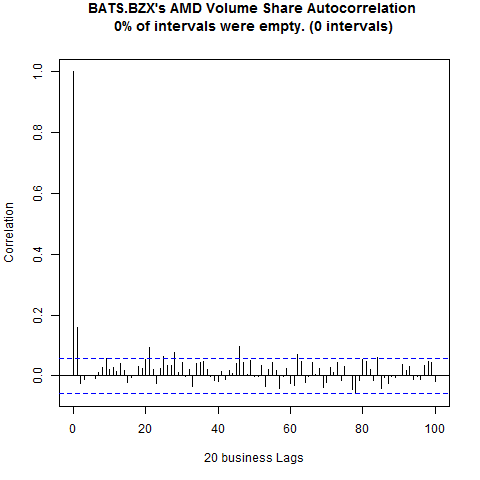 BATS.BZX's AMD Volume Share Autocorrelation
0% of intervals were empty. (0 intervals)
1.0
0.8
0.6
0.4
0.2
0.0
Correlation
0 20 40 60 80 100
20 business Lags